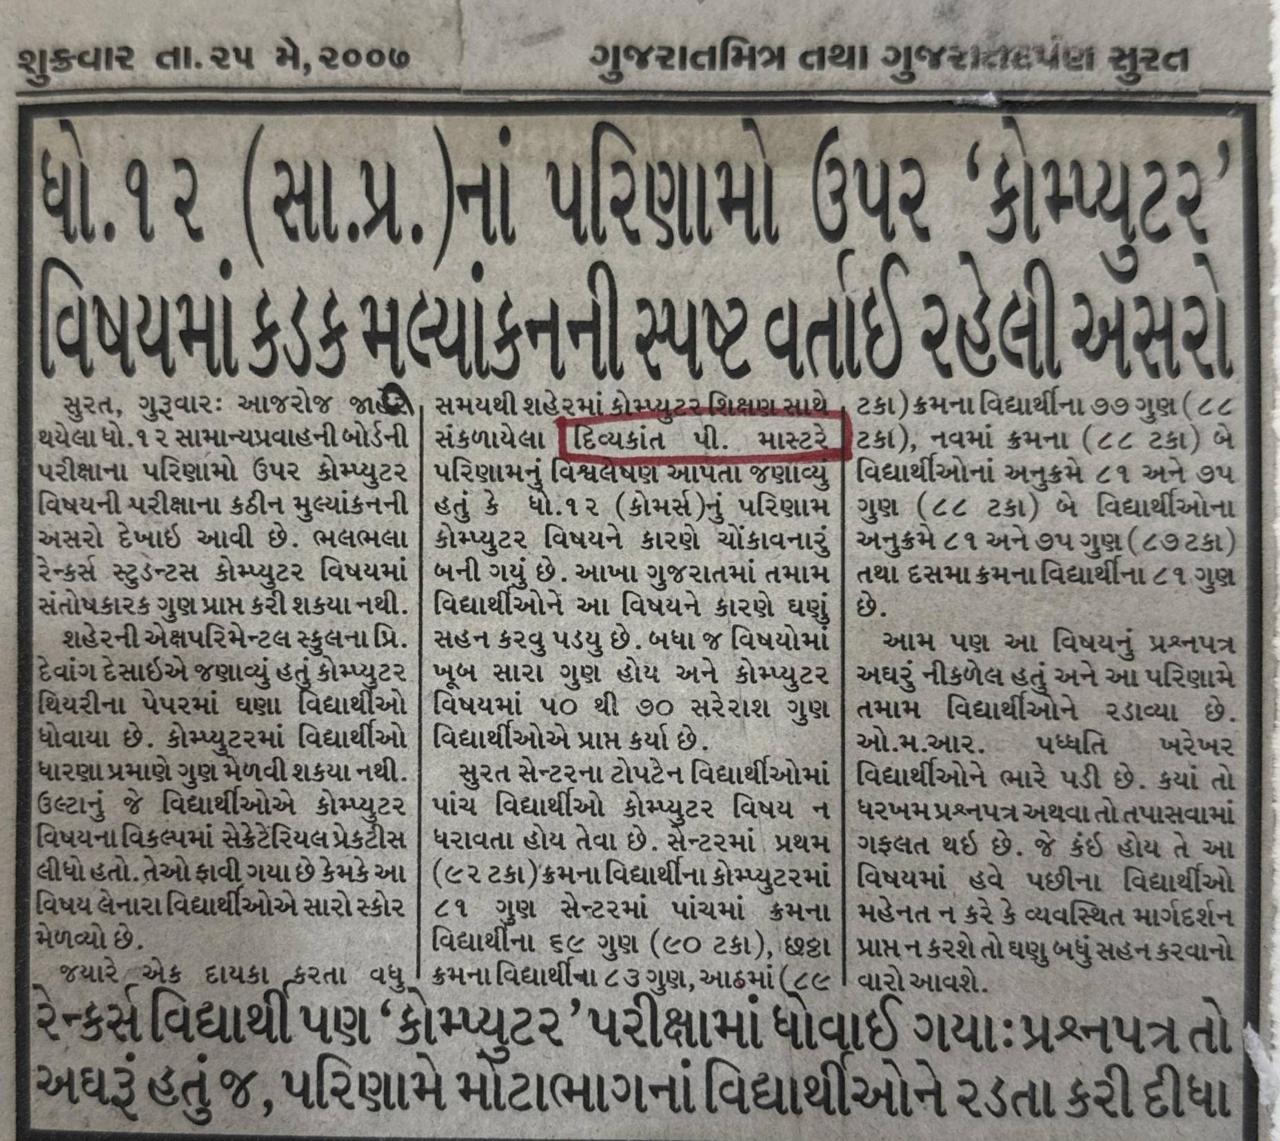 શુક્રવાર તા.૨૫ મે,૨૦૦૭
ગુજરાતમિત્ર તથા ગુજરાતદર્પણ સુરત
ધો.૧૨ (સા.પ્ર.)નાં પરિણામો ઉપર ‘કોમ્પ્યુટર’
વિષયમાં કડક મૂલ્યાંકનની સ્પષ્ટ વર્તાઈ રહેલી અસરો
સુરત, ગુરૂવારઃ આજરોજ જાહેર
થયેલા ધો.૧૨ સામાન્યપ્રવાહની બોર્ડની
પરીક્ષાના પરિણામો ઉપર કોમ્પ્યુટર
વિષયની પરીક્ષાના કઠીન મુલ્યાંકનની
અસરો દેખાઇ આવી છે. ભલભલા
રેન્કર્સ સ્ટુડેન્ટસ કોમ્પ્યુટર વિષયમાં
સંતોષકારક ગુણ પ્રાપ્ત કરી શકયા નથી.
શહેરની એક્ષપરિમેન્ટલ સ્કુલના પ્રિ.
દેવાંગ દેસાઇએ જણાવ્યું હતું કોમ્પ્યુટર
થિયરીના પેપરમાં ઘણા વિદ્યાર્થીઓ
ધોવાયા છે. કોમ્પ્યુટરમાં વિદ્યાર્થીઓ
ધારણા પ્રમાણે ગુણ મેળવી શકયા નથી.
ઉલ્ટાનું જે વિદ્યાર્થીઓએ કોમ્પ્યુટર
વિષયના વિકલ્પમાં સેક્રેટેરિયલ પ્રેકટીસ
લીધો હતો. તેઓ ફાવી ગયા છે કેમકે આ
વિષય લેનારા વિદ્યાર્થીઓએ સારો સ્કોર
મેળવ્યો છે.
જયારે એક દાયકા કરતા વધુ
સમયથી શહેરમાં કોમ્પ્યુટર શિક્ષણ સાથે
સંકળાયેલા દિવ્યકાંત પી. માસ્ટરે
પરિણામનું વિશ્વલેષણ આપતા જણાવ્યું
હતું કે ધો.૧૨ (કોમર્સ)નું પરિણામ
કોમ્પ્યુટર વિષયને કારણે ચોંકાવનારું
બની ગયું છે. આખા ગુજરાતમાં તમામ
વિદ્યાર્થીઓને આ વિષયને કારણે ઘણું
સહન કરવુ પડયુ છે. બધા જ વિષયોમાં
ખૂબ સારા ગુણ હોય અને કોમ્પ્યુટર
વિષયમાં ૫૦ થી ૭૦ સરેરાશ ગુણ
વિદ્યાર્થીઓએ પ્રાપ્ત કર્યા છે.
સુરત સેન્ટરના ટોપટેન વિદ્યાર્થીઓમાં
પાંચ વિદ્યાર્થીઓ કોમ્પ્યુટર વિષય ન
ધરાવતા હોય તેવા છે. સેન્ટરમાં પ્રથમ
(૯૨ ટકા) ક્રમના વિદ્યાર્થીના કોમ્પ્યુટરમાં
૮૧ ગુણ સેન્ટરમાં પાંચમાં ક્રમના
વિદ્યાર્થીના ૬૯ ગુણ (૯૦ ટકા), છઠ્ઠા
ક્રમના વિદ્યાર્થીના ૮૩ ગુણ, આઠમાં (૮૯
ટકા) ક્રમના વિદ્યાર્થીના ૭૭ ગુણ (૮૮
ટકા), નવમાં ક્રમના (૮૮ ટકા) બે
વિદ્યાર્થીઓનાં અનુક્રમે ૮૧ અને ૭૫
ગુણ (૮૮ ટકા) બે વિદ્યાર્થીઓના
અનુક્રમે ૮૧ અને ૭૫ ગુણ (૮૭ ટકા)
તથા દસમા ક્રમના વિદ્યાર્થીના ૮૧ ગુણ
છે.
આમ પણ આ વિષયનું પ્રશ્નપત્ર
અઘરું નીકળેલ હતું અને આ પરિણામે
તમામ વિદ્યાર્થીઓને રડાવ્યા છે.
ઓ.મ.આર. પધ્ધતિ ખરેખર
વિદ્યાર્થીઓને ભારે પડી છે. કયાં તો
ધરખમ પ્રશ્નપત્ર અથવા તો તપાસવામાં
ગફલત થઇ છે. જે કંઈ હોય તે આ
વિષયમાં હવે પછીના વિદ્યાર્થીઓ
મહેનત ન કરે કે વ્યવસ્થિત માર્ગદર્શન
પ્રાપ્ત ન કરશે તો ઘણુ બધું સહન કરવાનો
વારો આવશે.
રેન્કર્સ વિદ્યાર્થી પણ ‘કોમ્પ્યુટર’ પરીક્ષામાં ધોવાઈ ગયાઃ પ્રશ્નપત્ર તો
અઘરૂં હતું જ, પરિણામે મોટાભાગનાં વિદ્યાર્થીઓને રડતા કરી દીધા